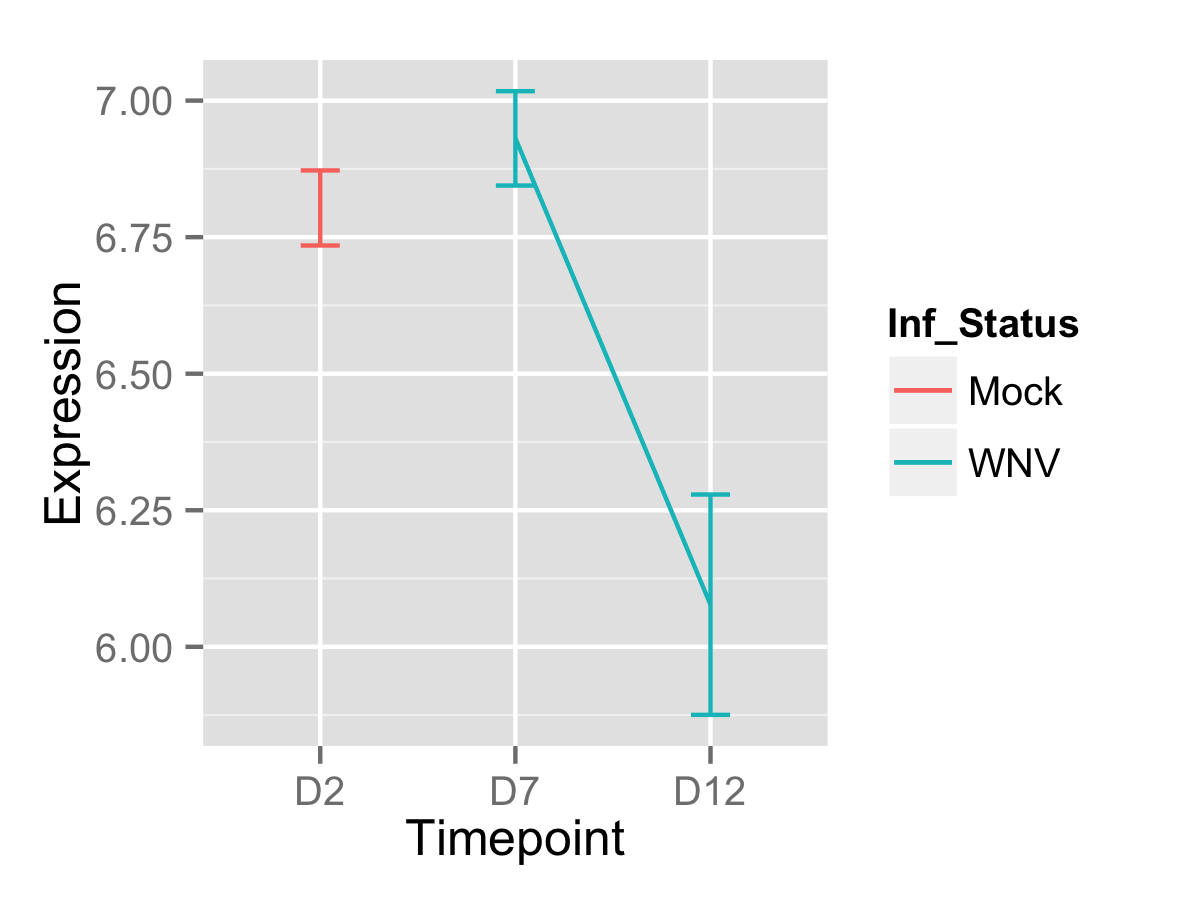 7.00
6.75
6.50
6.25
6.00
Expression
D2 D7 D12
Timepoint
Inf_Status
Mock
WNV